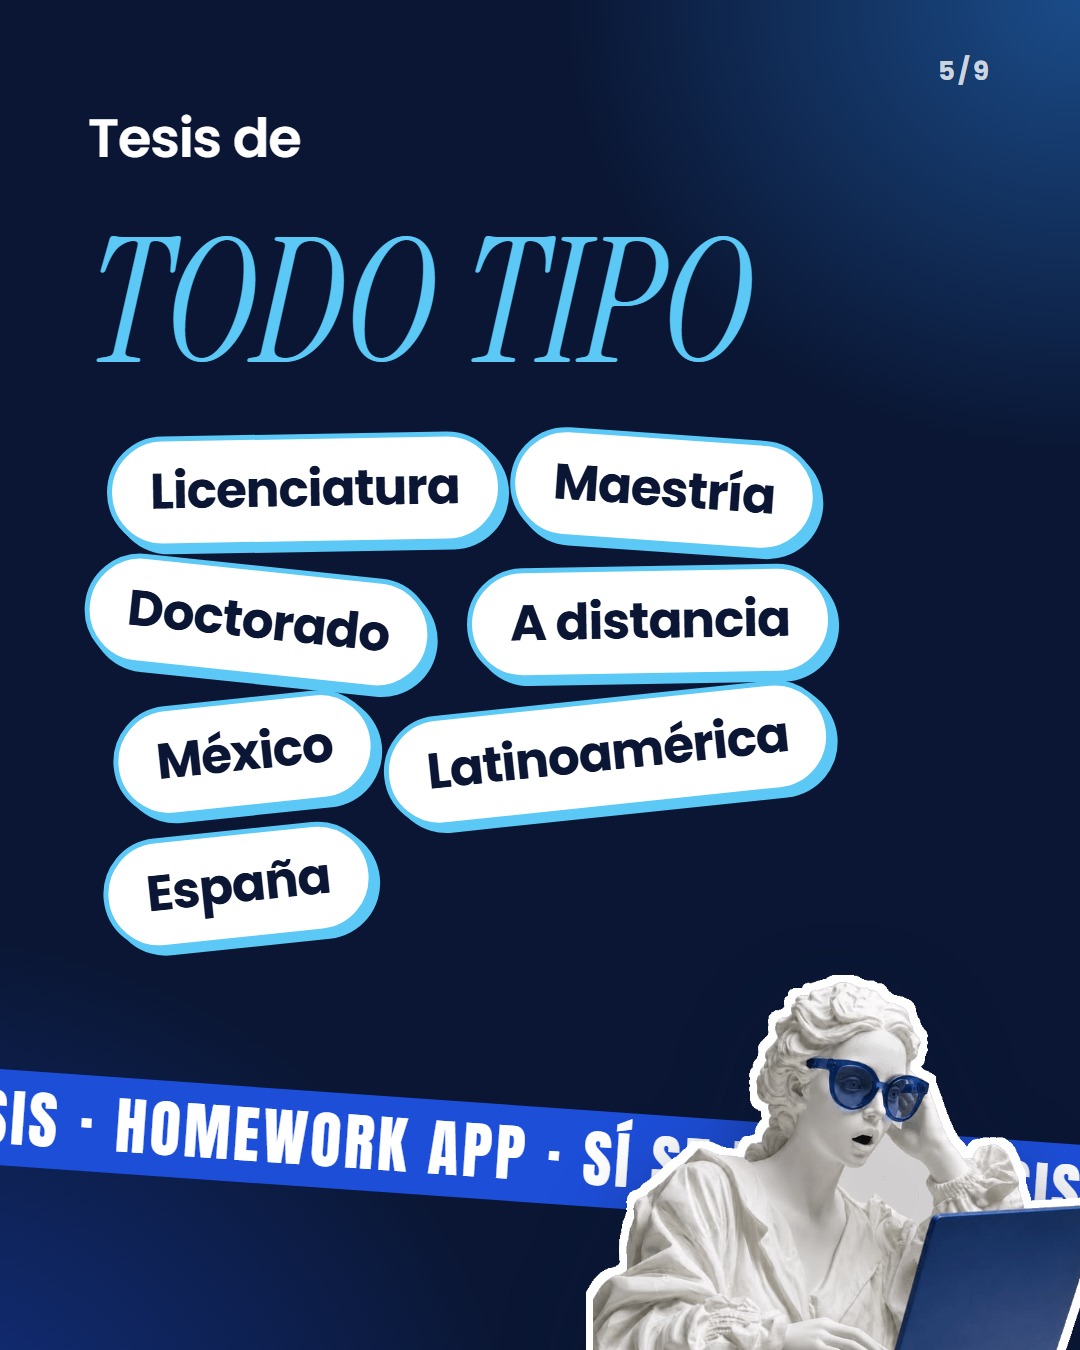 5/9
Tesis de
TODO TIPO
Licenciatura
Maestría
Doctorado
A distancia
México
Latinoamérica
España
SIS · HOMEWORK APP · SÍ